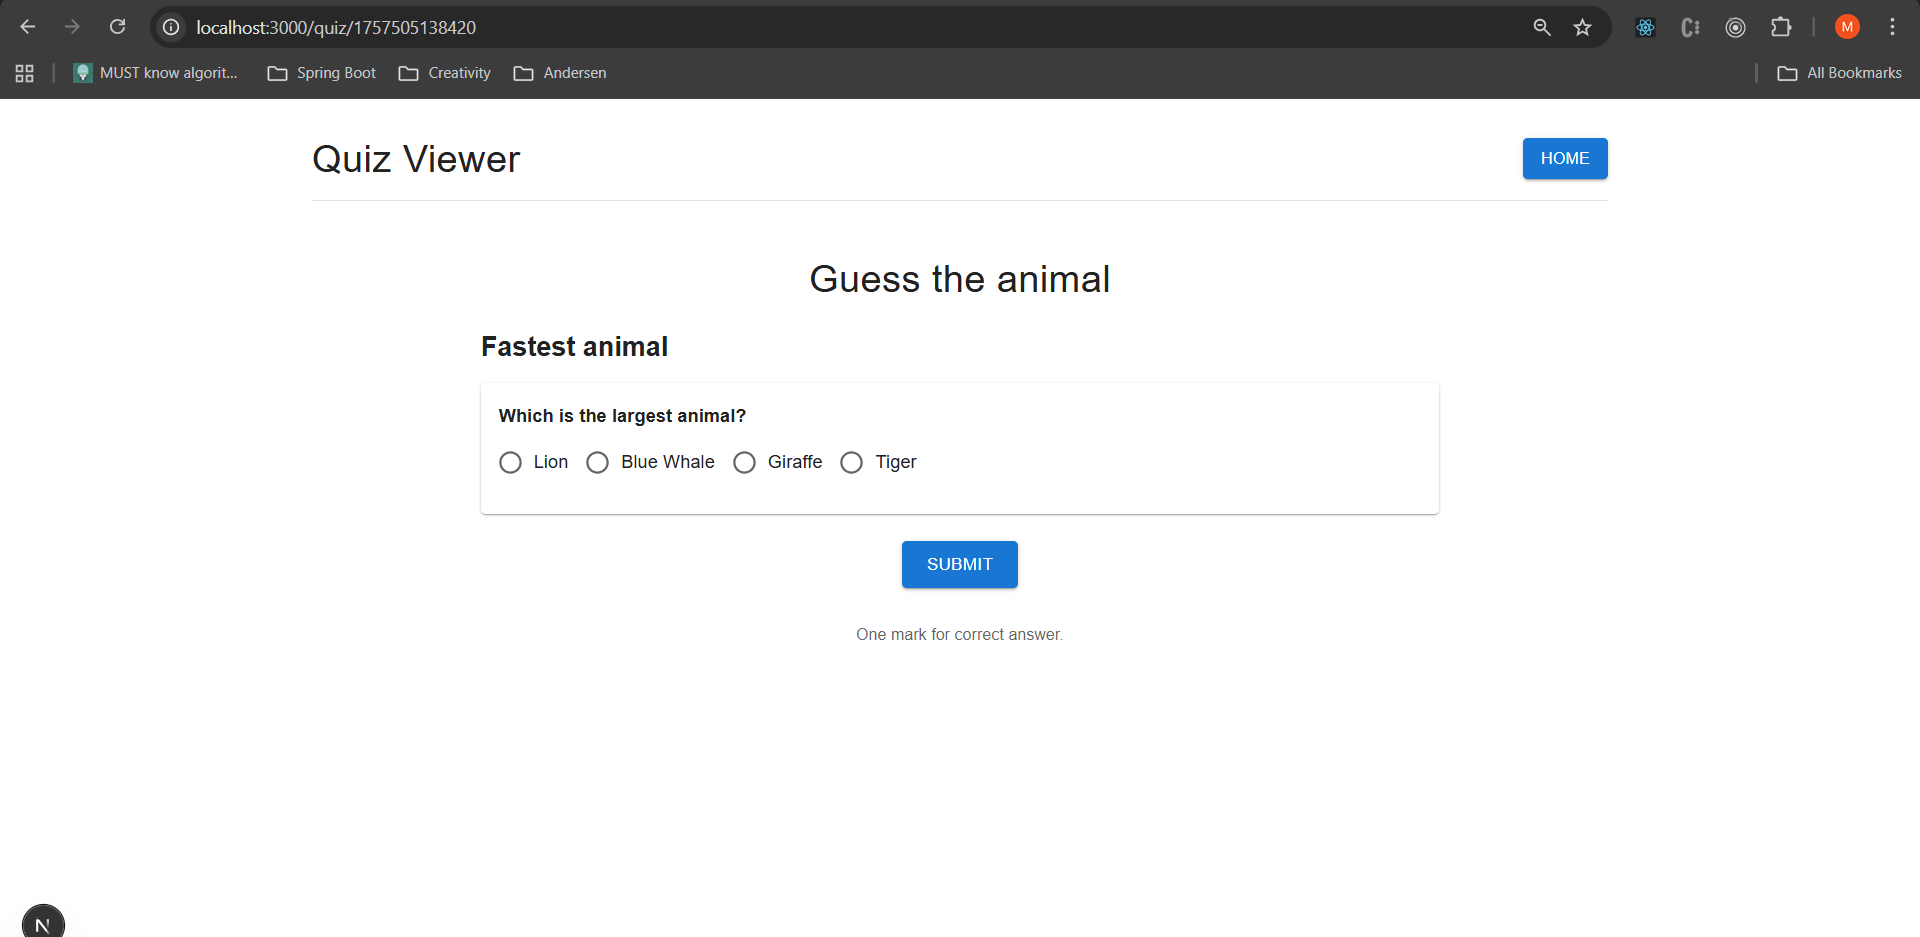 localhost:3000/quiz/1757505138420
M
MUST know algorit... Spring Boot Creativity Andersen All Bookmarks
Quiz Viewer HOME
Guess the animal
Fastest animal
Which is the largest animal?
Lion Blue Whale Giraffe Tiger
SUBMIT
One mark for correct answer.
N